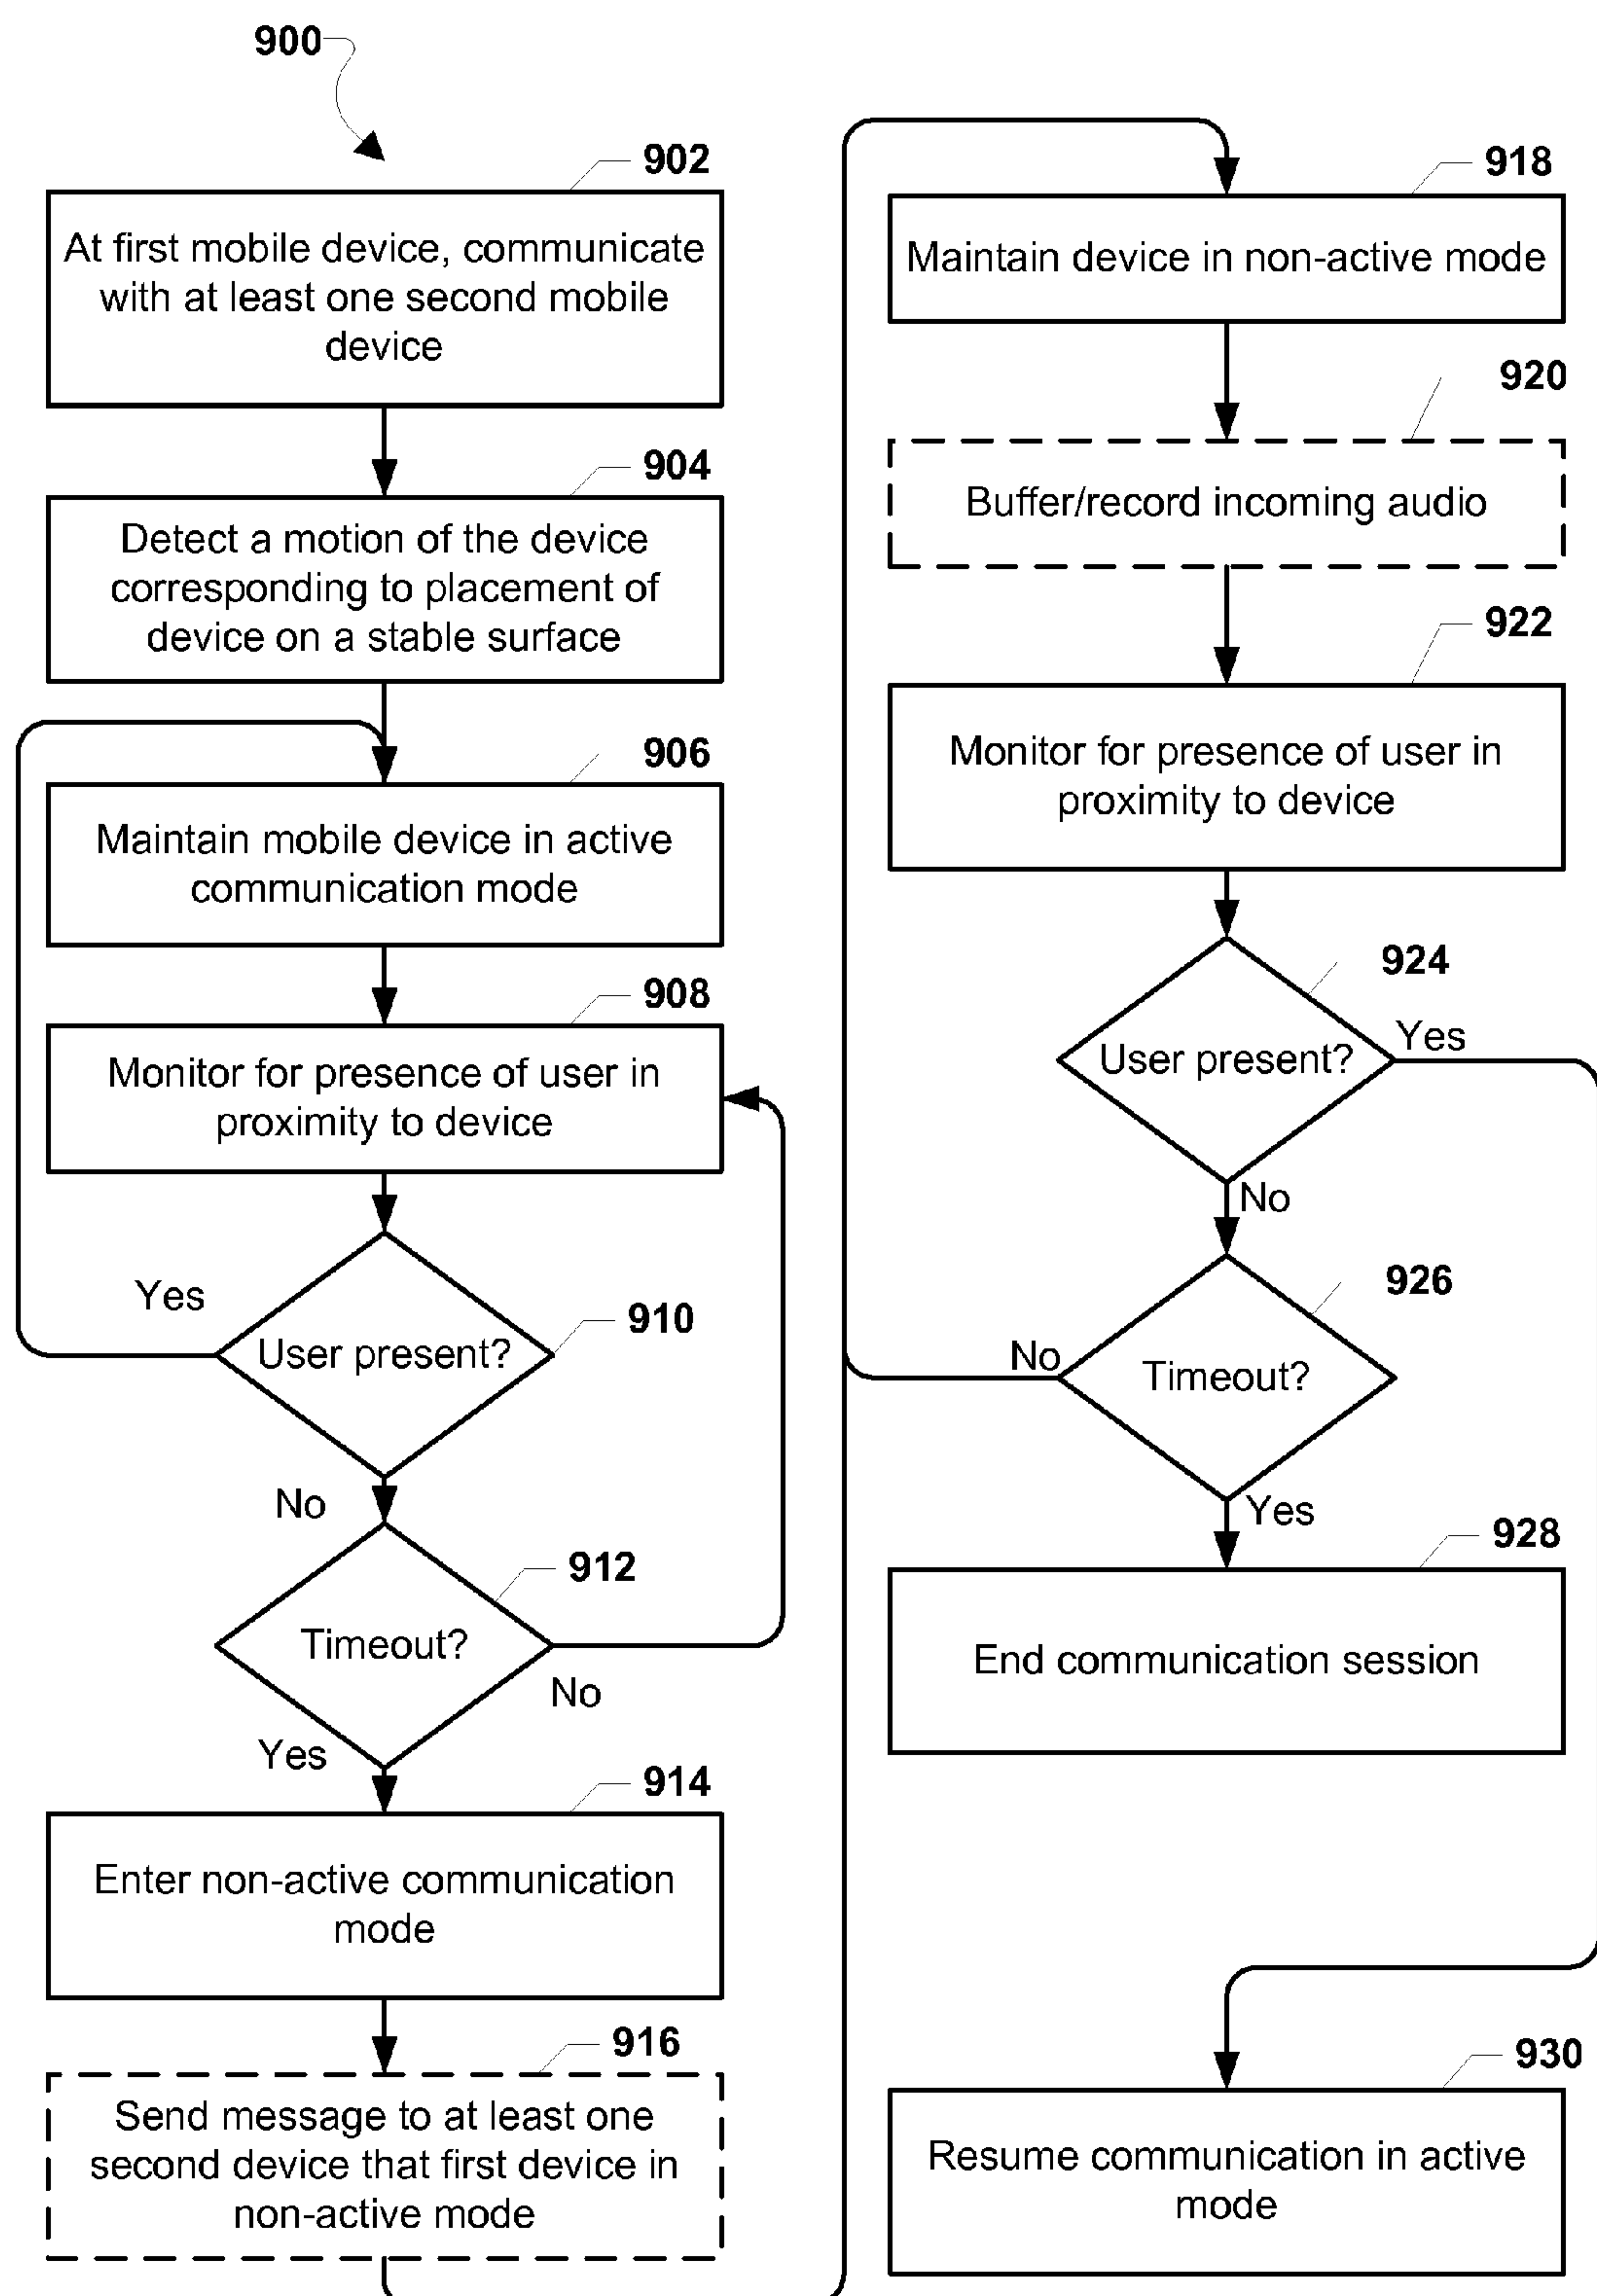 900
902
At first mobile device, communicate
with at least one second mobile
device
904
Detect a motion of the device
corresponding to placement of
device on a stable surface
906
Maintain mobile device in active
communication mode
908
Monitor for presence of user in
proximity to device
Yes
910
User present?
No
912
Timeout?
No
Yes
914
Enter non-active communication
mode
916
Send message to at least one
second device that first device in
non-active mode
918
Maintain device in non-active mode
920
Buffer/record incoming audio
922
Monitor for presence of user in
proximity to device
924
Yes
User present?
No
926
No
Timeout?
Yes
928
End communication session
930
Resume communication in active
mode